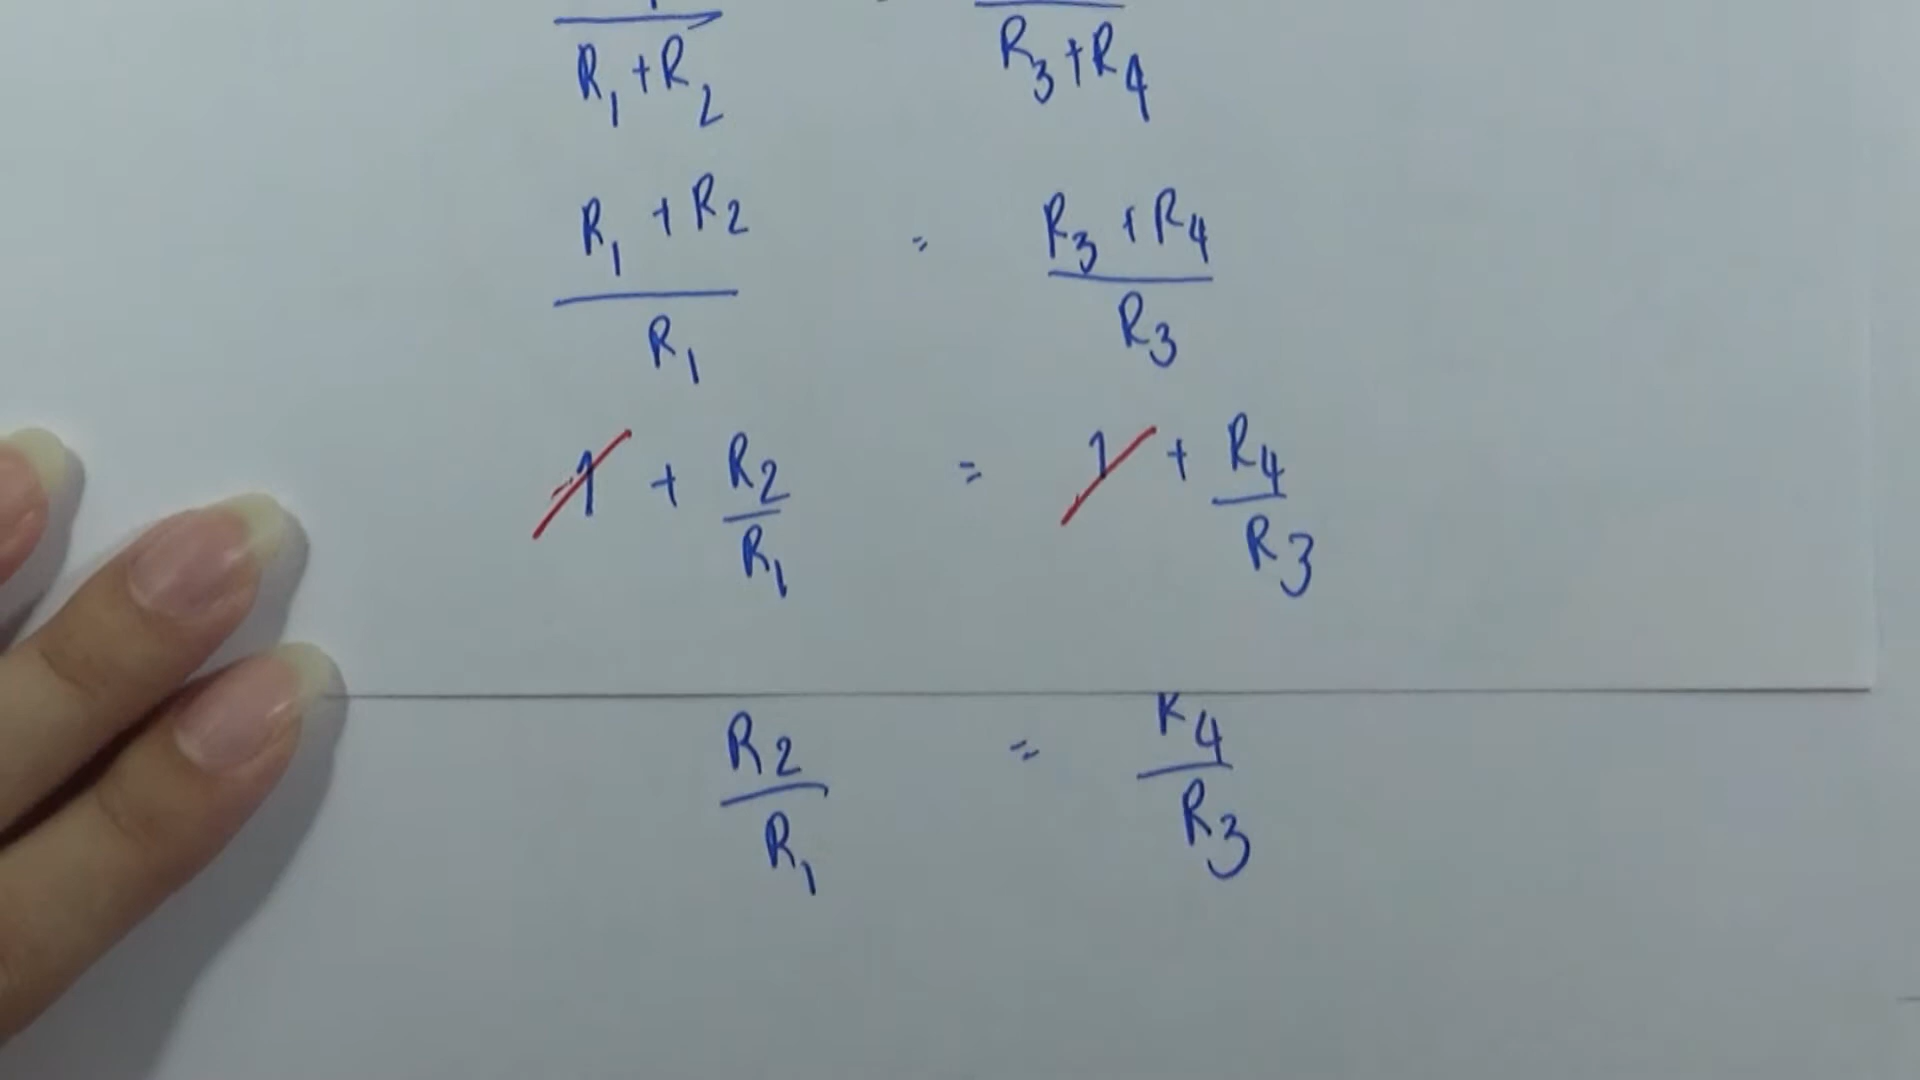 R1+R2 R3+R4
R1 + R2 = R3 + R4
R1 R3
1 + R2 = 1 + R4
R1 R3
R2 = R4
R1 R3